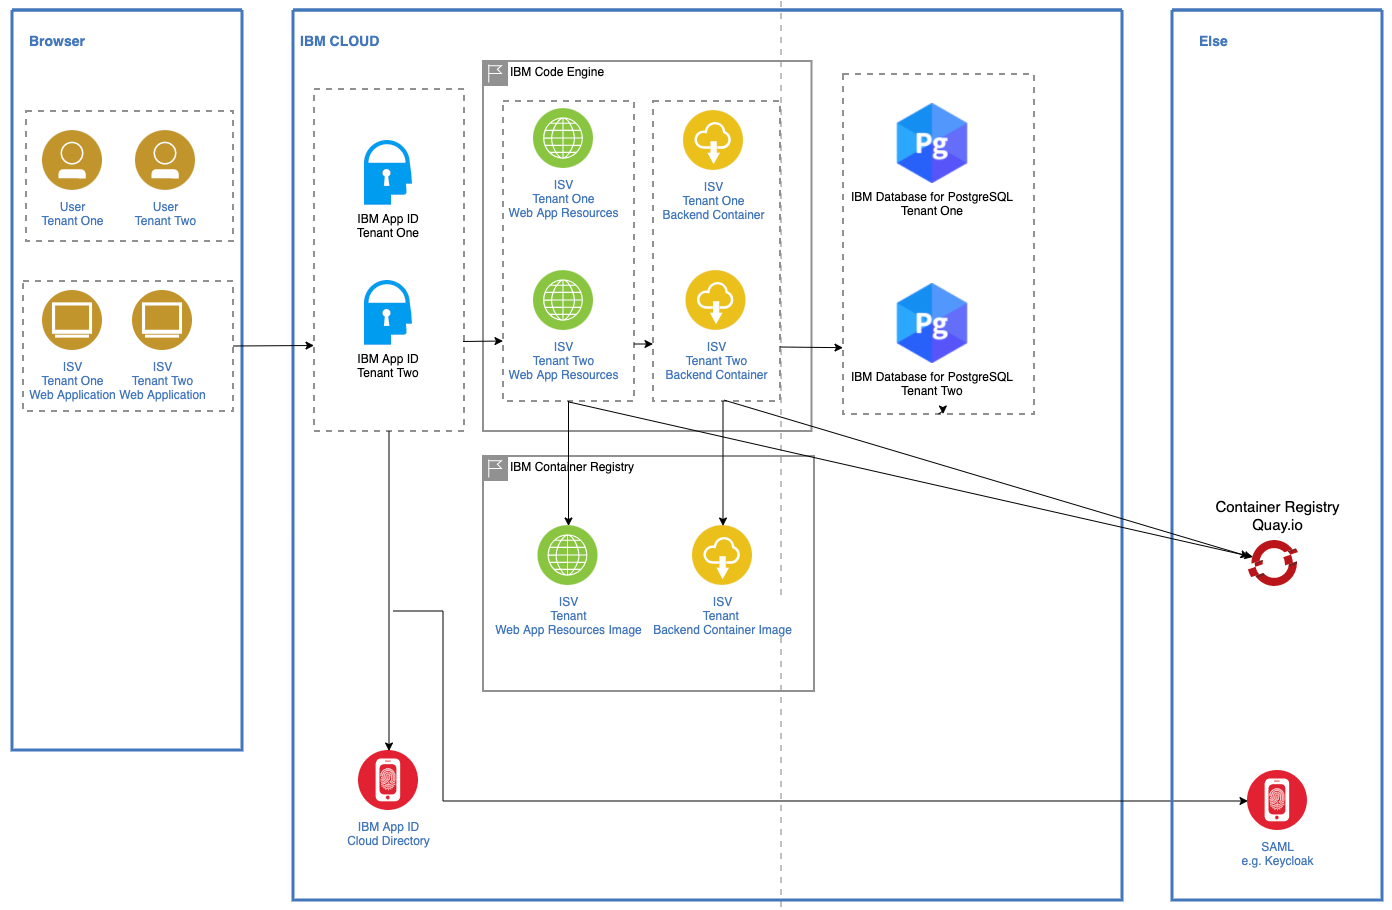 Browser
User
Tenant One
User
Tenant Two
ISV
Tenant One
Web Application
ISV
Tenant Two
Web Application
IBM CLOUD
IBM App ID
Tenant One
IBM App ID
Tenant Two
IBM Code Engine
ISV
Tenant One
Web App Resources
ISV
Tenant One
Backend Container
ISV
Tenant Two
Web App Resources
ISV
Tenant Two
Backend Container
Pg
IBM Database for PostgreSQL
Tenant One
Pg
IBM Database for PostgreSQL
Tenant Two
IBM Container Registry
ISV
Tenant
Web App Resources Image
ISV
Tenant
Backend Container Image
IBM App ID
Cloud Directory
Else
Container Registry
Quay.io
SAML
e.g. Keycloak